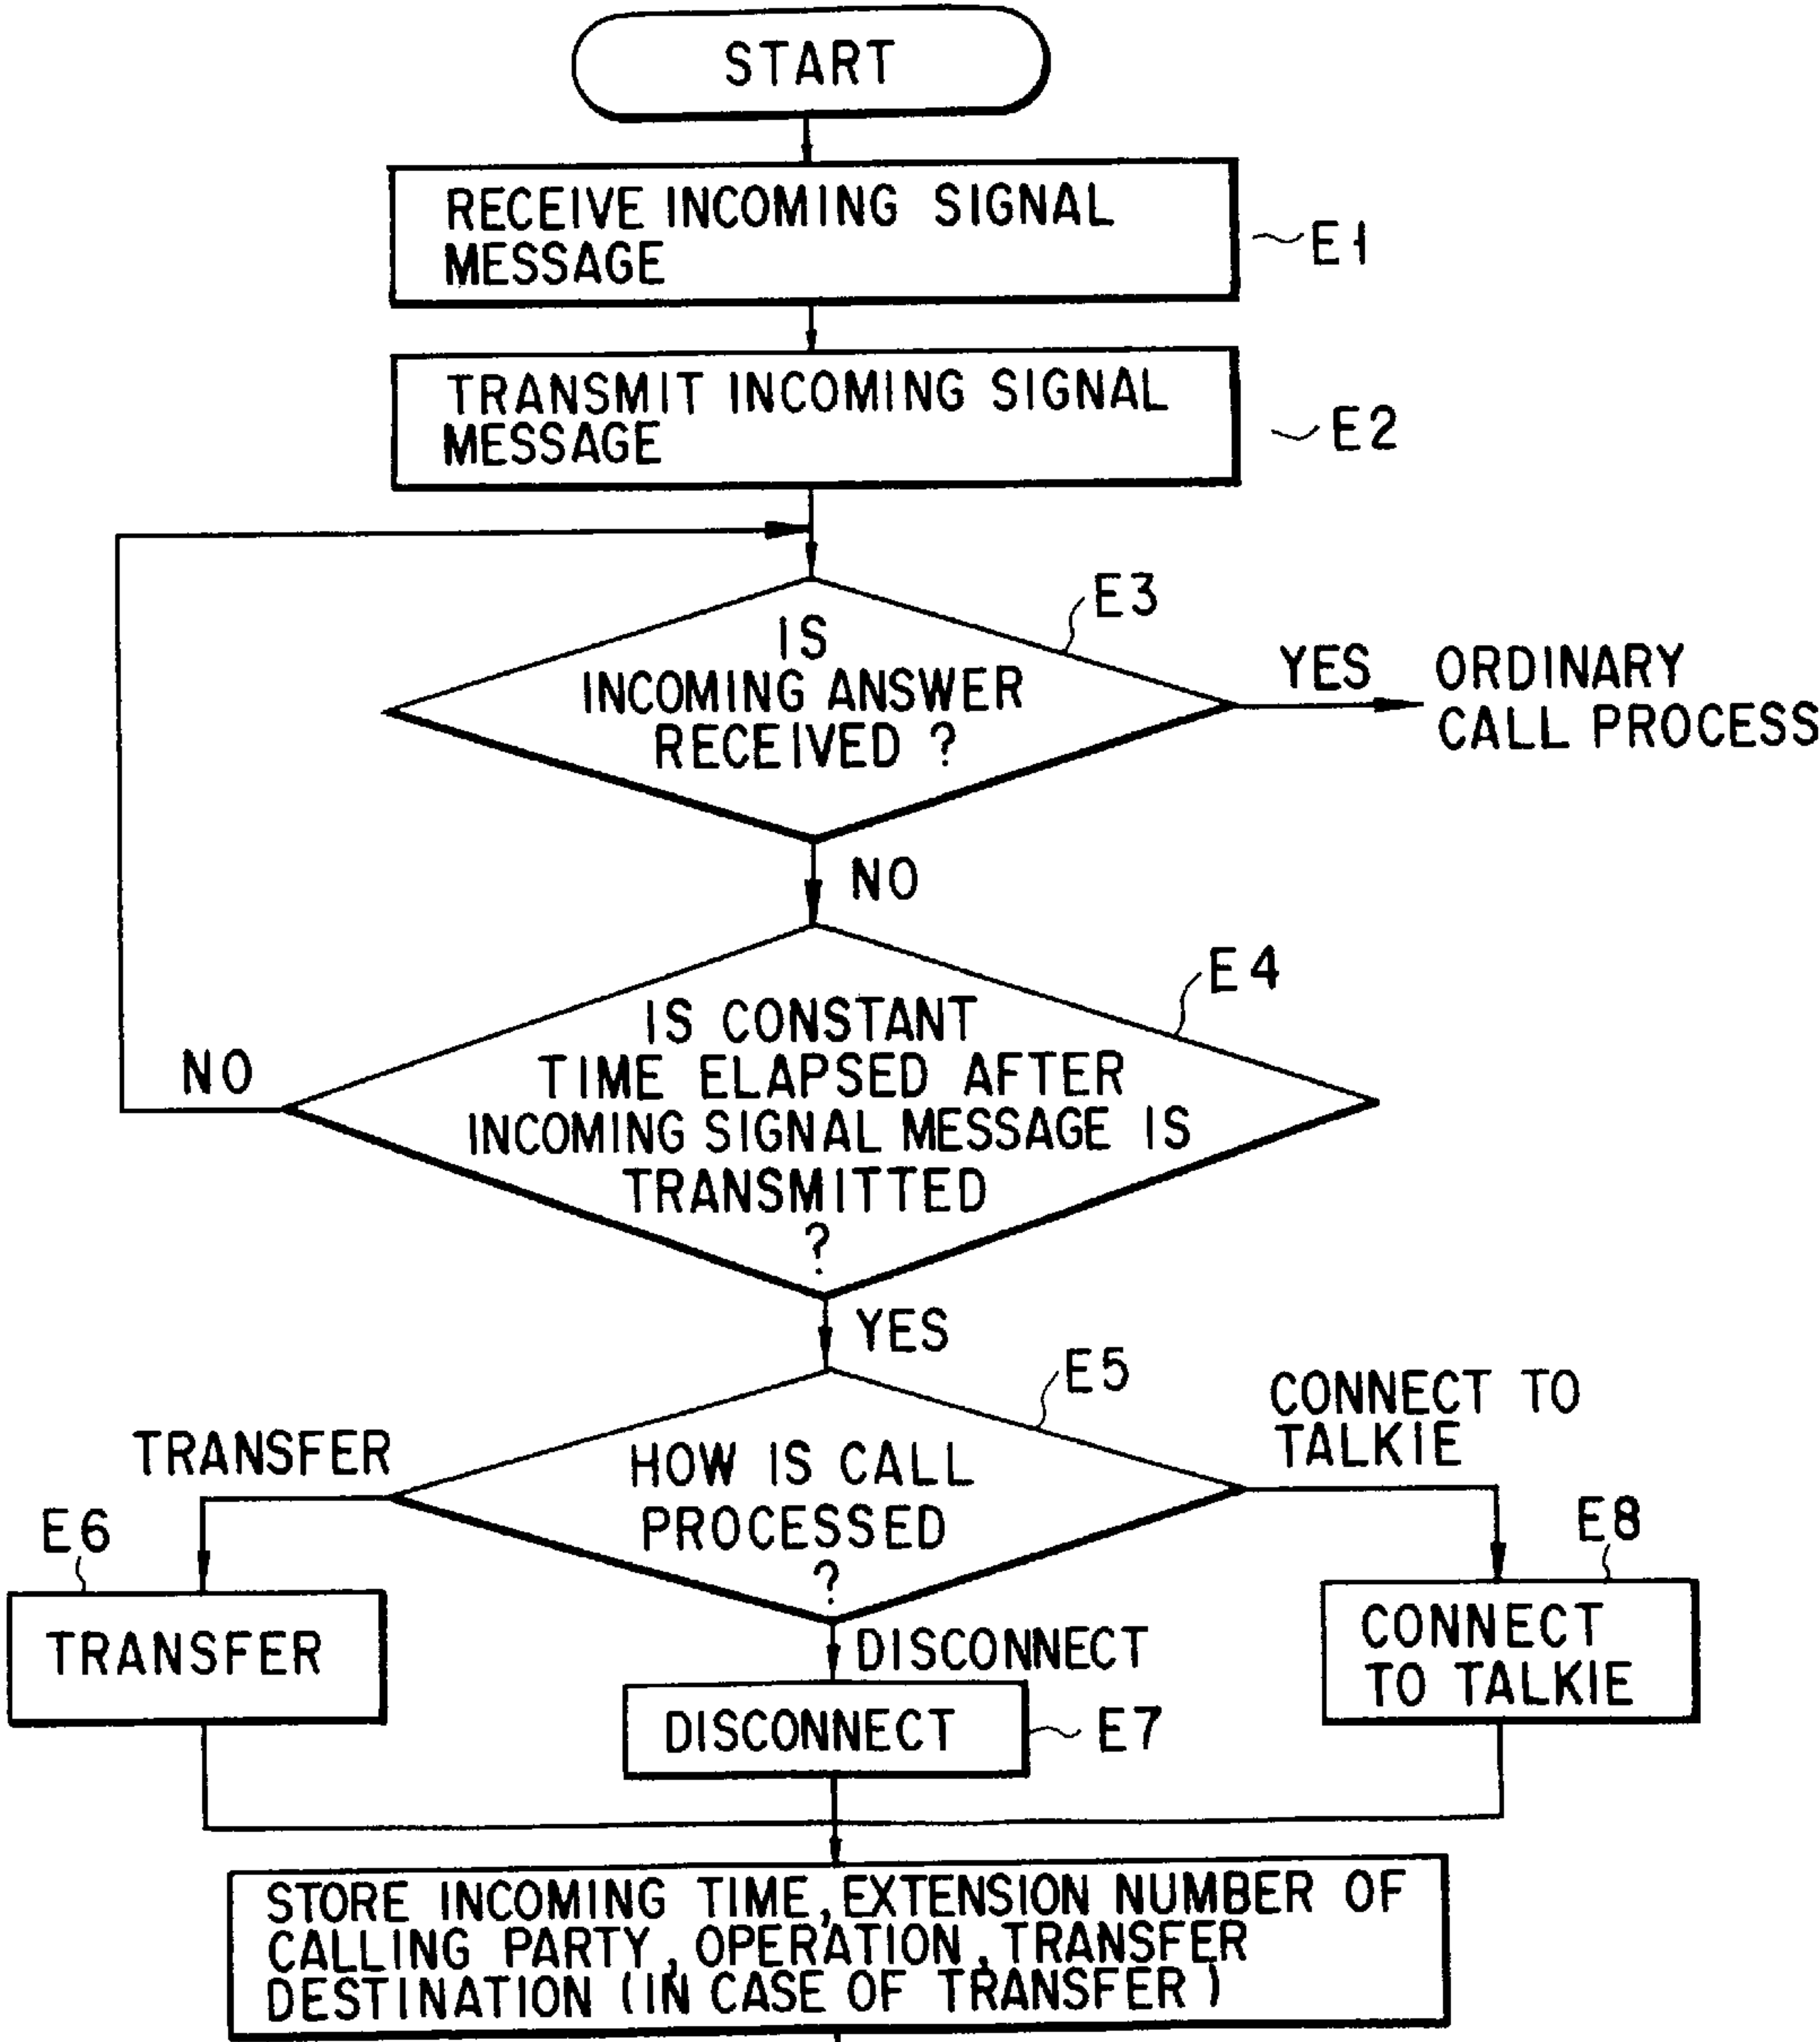 START
RECEIVE INCOMING SIGNAL
MESSAGE
E1
TRANSMIT INCOMING SIGNAL
MESSAGE
E2
E3
IS
INCOMING ANSWER
RECEIVED ?
YES
ORDINARY
CALL PROCESS
NO
E4
IS CONSTANT
TIME ELAPSED AFTER
INCOMING SIGNAL MESSAGE IS
TRANSMITTED
?
NO
YES
E5
HOW IS CALL
PROCESSED
?
TRANSFER
CONNECT TO
TALKIE
E6
TRANSFER
DISCONNECT
DISCONNECT
E7
E8
CONNECT
TO TALKIE
STORE INCOMING TIME, EXTENSION NUMBER OF
CALLING PARTY, OPERATION, TRANSFER
DESTINATION (IN CASE OF TRANSFER)